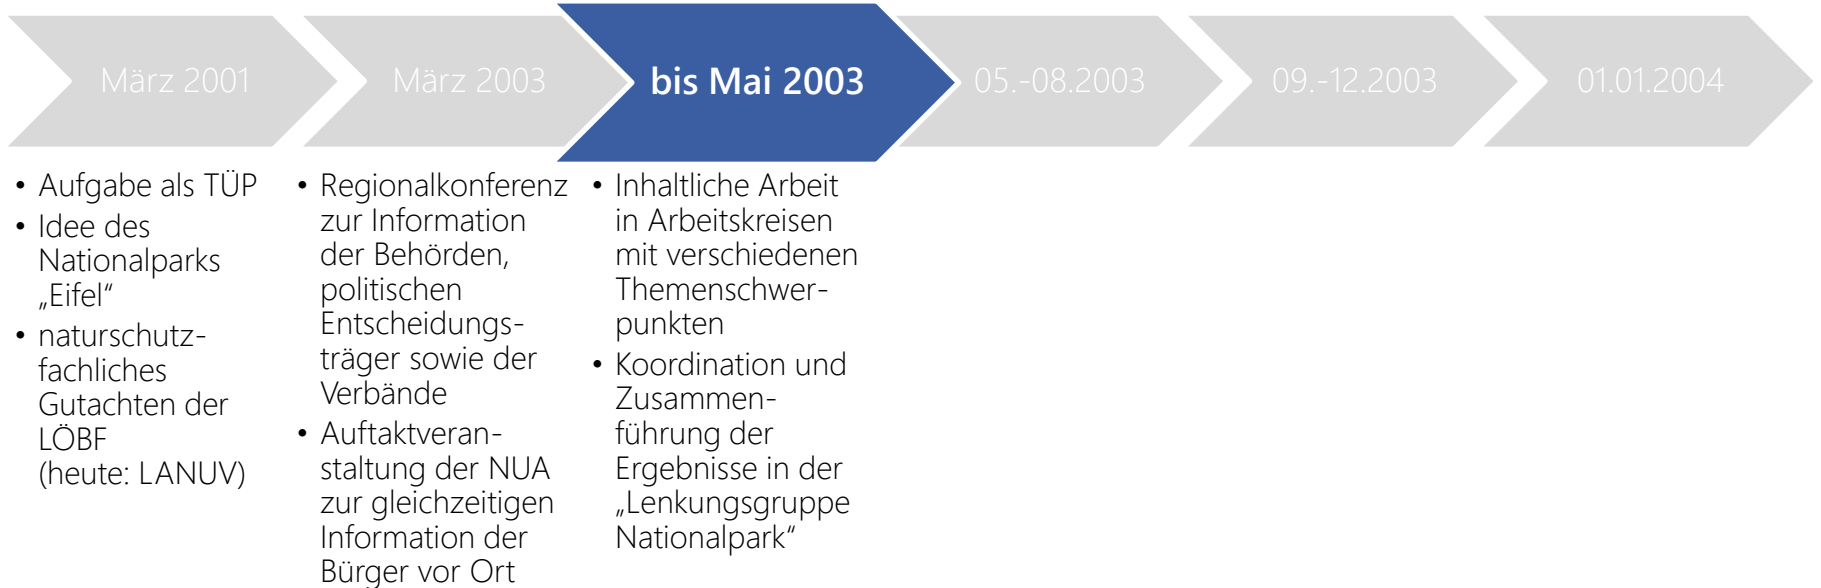 März 2001
März 2003
bis Mai 2003
05.-08.2003
09.-12.2003
01.01.2004
• Aufgabe als TÜP
• Idee des
Nationalparks
„Eifel“
• naturschutz-
fachliches
Gutachten der
LÖBF
(heute: LANUV)
• Regionalkonferenz
zur Information
der Behörden,
politischen
Entscheidungs-
träger sowie der
Verbände
• Auftaktveran-
staltung der NUA
zur gleichzeitigen
Information der
Bürger vor Ort
• Inhaltliche Arbeit
in Arbeitskreisen
mit verschiedenen
Themenschwer-
punkten
• Koordination und
Zusammen-
führung der
Ergebnisse in der
„Lenkungsgruppe
Nationalpark“